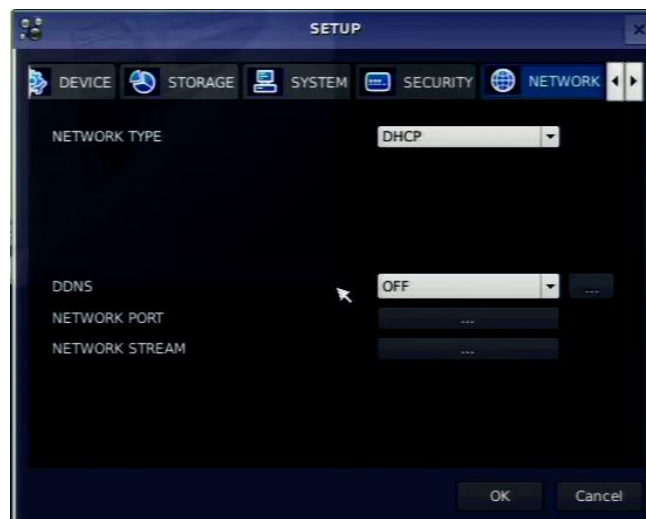 SETUP
DEVICE STORAGE SYSTEM SECURITY NETWORK
NETWORK TYPE DHCP
DDNS OFF ...
NETWORK PORT ...
NETWORK STREAM ...
OK Cancel